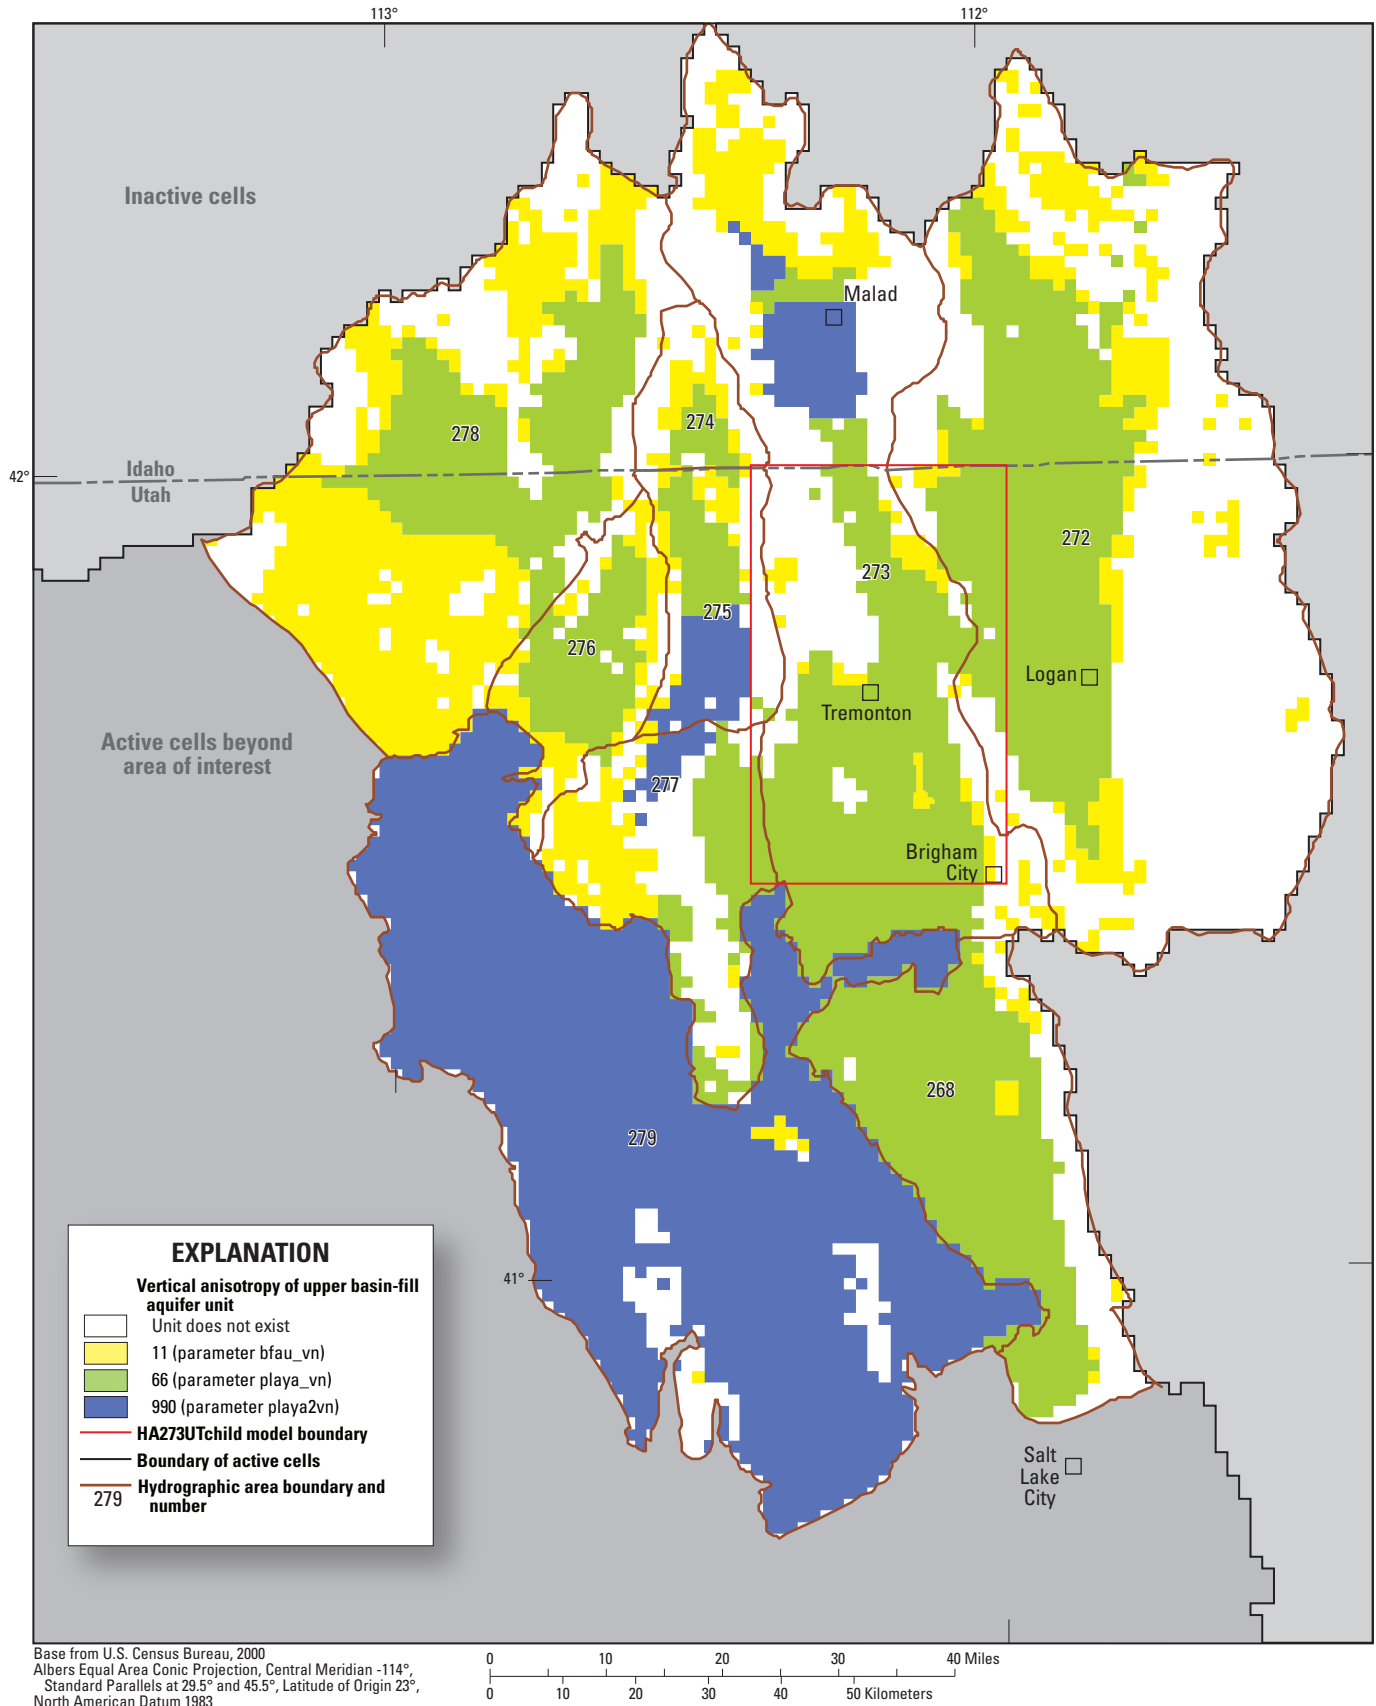 113°
112°
Inactive cells
Malad
274
278
Idaho
42°
Utah
272
273
275
276
Logan
Tremonton
Active cells beyond
area of interest
277
Brigham
City
268
279
EXPLANATION
Vertical anisotropy of upper basin-fill
aquifer unit
Unit does not exist
11 (parameter bfau_vn)
66 (parameter playa_vn)
990 (parameter playa2vn)
HA273UTchild model boundary
Boundary of active cells
Hydrographic area boundary and
279 number
41°
Salt
Lake
City
Base from U.S. Census Bureau, 2000
Albers Equal Area Conic Projection, Central Meridian -114°,
Standard Parallels at 29.5° and 45.5°, Latitude of Origin 23°,
North American Datum 1983
0 10 20 30 40 Miles
0 10 20 30 40 50 Kilometers